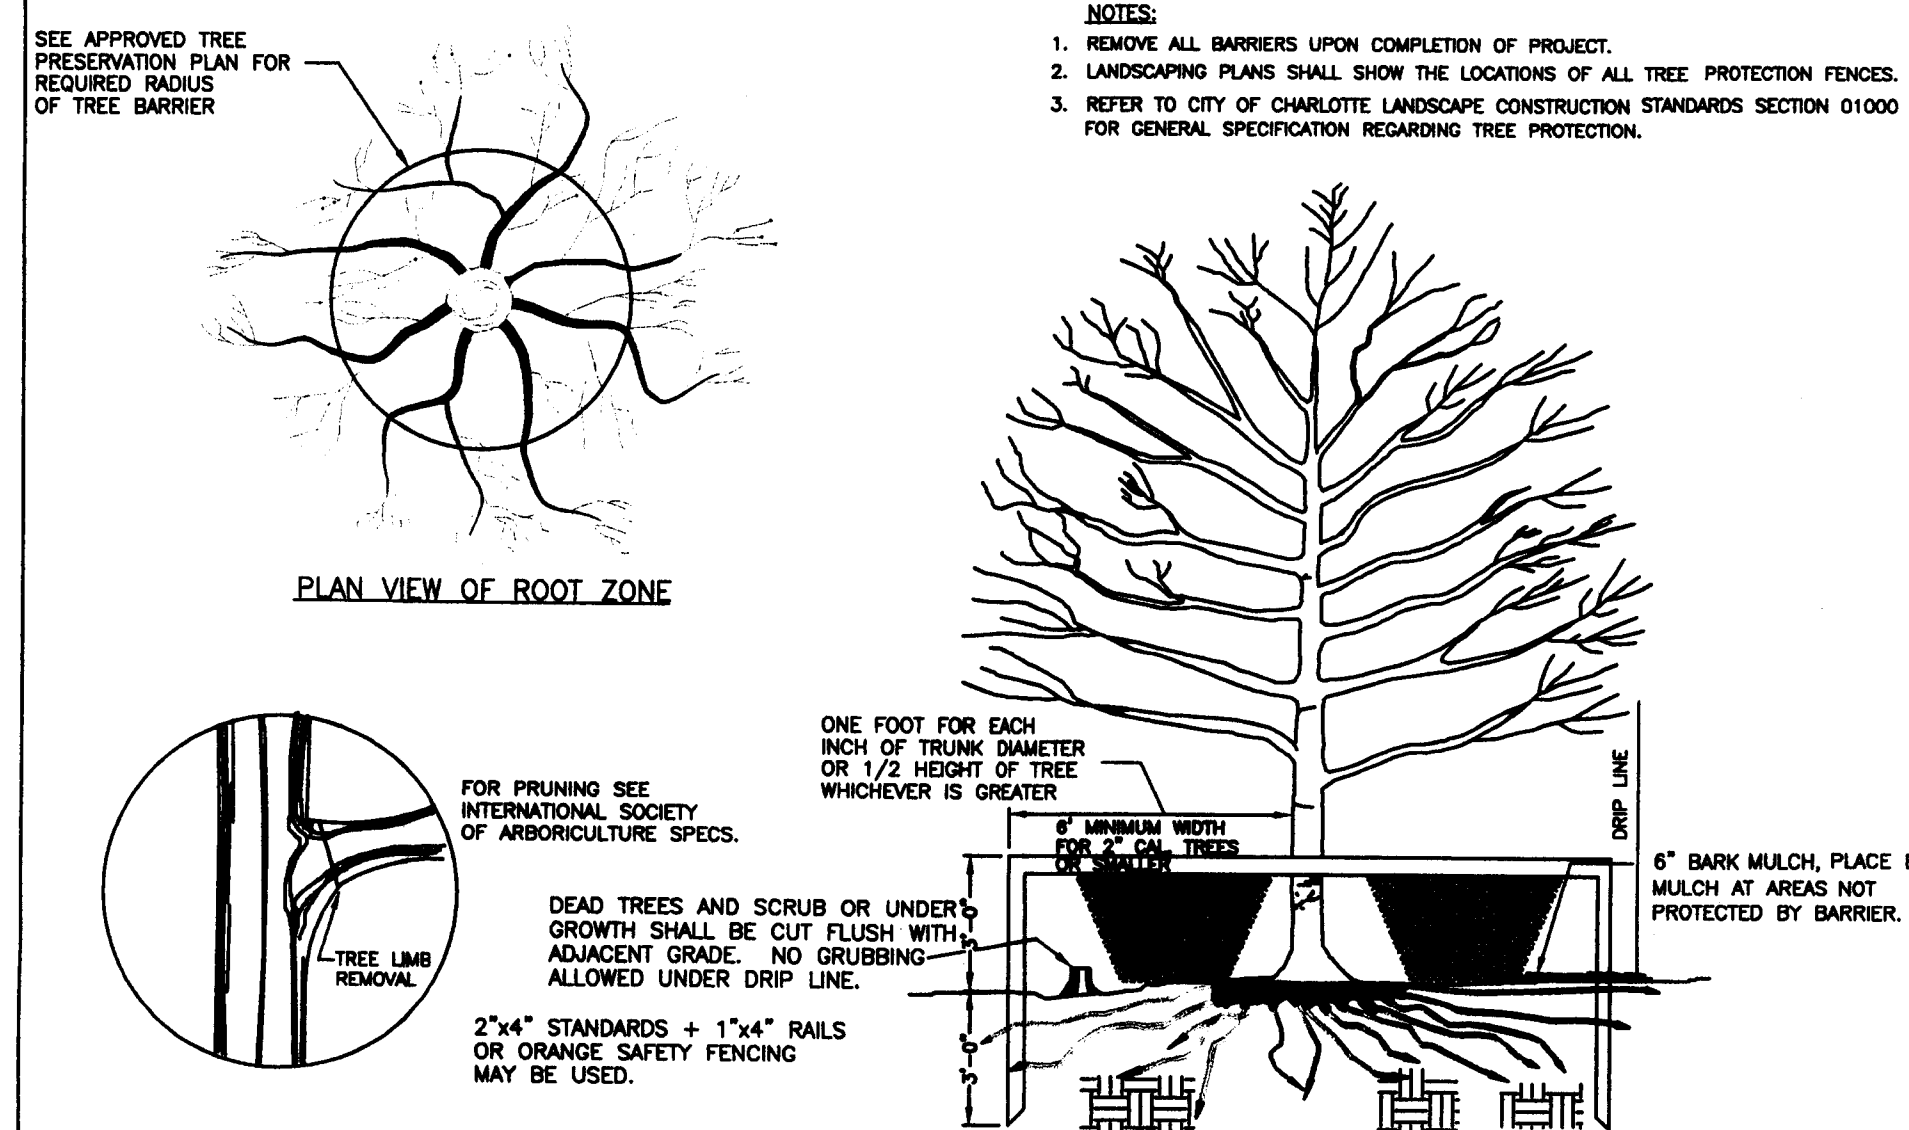 SEE APPROVED TREE
PRESERVATION PLAN FOR
REQUIRED RADIUS
OF TREE BARRIER
PLAN VIEW OF ROOT ZONE
NOTES:
1. REMOVE ALL BARRIERS UPON COMPLETION OF PROJECT.
2. LANDSCAPING PLANS SHALL SHOW THE LOCATIONS OF ALL TREE PROTECTION FENCES.
3. REFER TO CITY OF CHARLOTTE LANDSCAPE CONSTRUCTION STANDARDS SECTION 01000
FOR GENERAL SPECIFICATION REGARDING TREE PROTECTION.
FOR PRUNING SEE
INTERNATIONAL SOCIETY
OF ARBORICULTURE SPECS.
TREE LIMB
REMOVAL
ONE FOOT FOR EACH
INCH OF TRUNK DIAMETER
OR 1/2 HEIGHT OF TREE
WHICHEVER IS GREATER
6' MINIMUM WIDTH
FOR 2" CAL. TREES
OR SMALLER
DRIP LINE
6" BARK MULCH, PLACE
MULCH AT AREAS NOT
PROTECTED BY BARRIER.
DEAD TREES AND SCRUB OR UNDER
GROWTH SHALL BE CUT FLUSH WITH
ADJACENT GRADE. NO GRUBBING
ALLOWED UNDER DRIP LINE.
3'-0"
3'-0"
2"x4" STANDARDS + 1"x4" RAILS
OR ORANGE SAFETY FENCING
MAY BE USED.